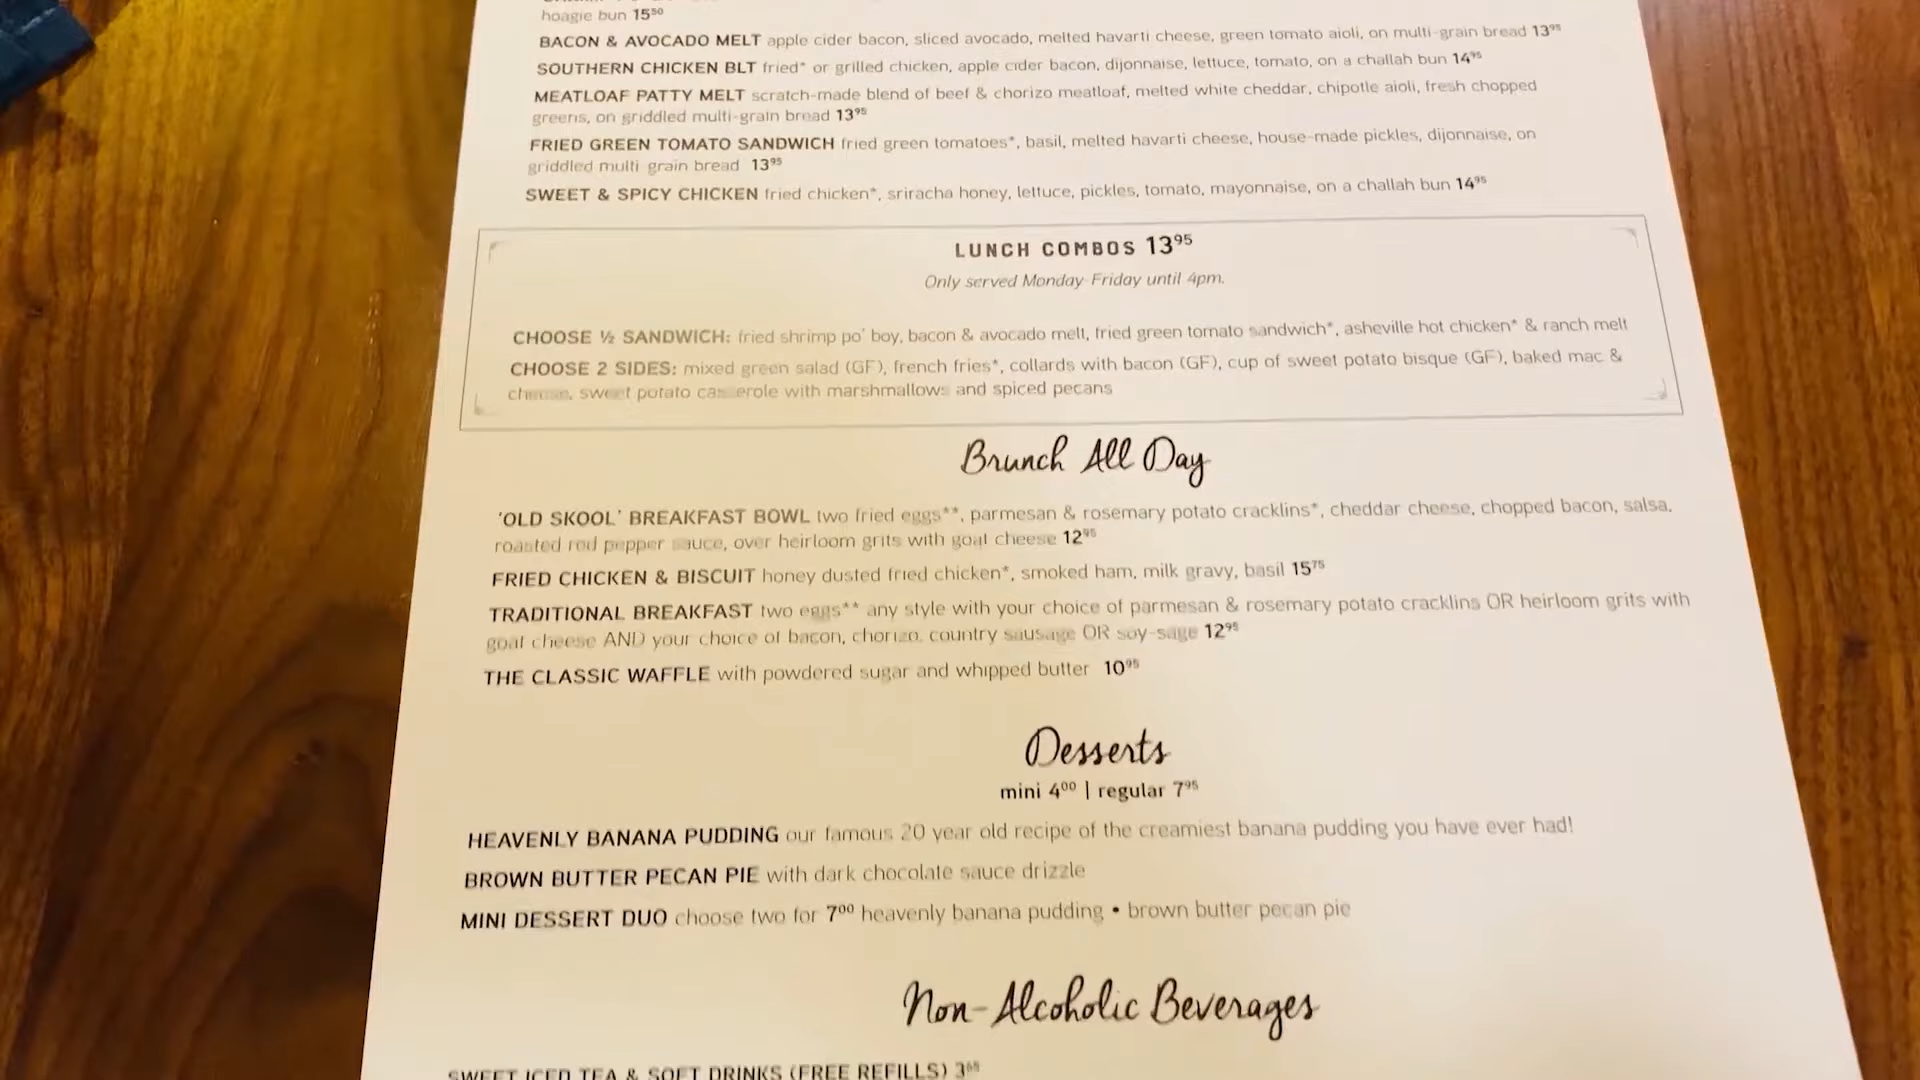 hoagie bun 15⁵⁰
BACON & AVOCADO MELT apple cider bacon, sliced avocado, melted havarti cheese, green tomato aioli, on multi-grain bread 13⁹⁵
SOUTHERN CHICKEN BLT fried* or grilled chicken, apple cider bacon, dijonnaise, lettuce, tomato, on a challah bun 14⁹⁵
MEATLOAF PATTY MELT scratch-made blend of beef & chorizo meatloaf, melted white cheddar, chipotle aioli, fresh chopped
greens, on griddled multi-grain bread 13⁹⁵
FRIED GREEN TOMATO SANDWICH fried green tomatoes*, basil, melted havarti cheese, house-made pickles, dijonnaise, on
griddled multi grain bread 13⁹⁵
SWEET & SPICY CHICKEN fried chicken*, sriracha honey, lettuce, pickles, tomato, mayonnaise, on a challah bun 14⁹⁵
LUNCH COMBOS 13⁹⁵
Only served Monday-Friday until 4pm.
CHOOSE ½ SANDWICH: fried shrimp po' boy, bacon & avocado melt, fried green tomato sandwich*, asheville hot chicken* & ranch melt
CHOOSE 2 SIDES: mixed green salad (GF), french fries*, collards with bacon (GF), cup of sweet potato bisque (GF), baked mac &
cheese, sweet potato casserole with marshmallows and spiced pecans
Brunch All Day
'OLD SKOOL' BREAKFAST BOWL two fried eggs**, parmesan & rosemary potato cracklins*, cheddar cheese, chopped bacon, salsa,
roasted red pepper sauce, over heirloom grits with goat cheese 12⁹⁵
FRIED CHICKEN & BISCUIT honey dusted fried chicken*, smoked ham, milk gravy, basil 15⁷⁵
TRADITIONAL BREAKFAST two eggs** any style with your choice of parmesan & rosemary potato cracklins OR heirloom grits with
goat cheese AND your choice of bacon, chorizo, country sausage OR soy-sage 12⁹⁵
THE CLASSIC WAFFLE with powdered sugar and whipped butter 10⁹⁵
Desserts
mini 4⁰⁰ | regular 7⁹⁵
HEAVENLY BANANA PUDDING our famous 20 year old recipe of the creamiest banana pudding you have ever had!
BROWN BUTTER PECAN PIE with dark chocolate sauce drizzle
MINI DESSERT DUO choose two for 7⁰⁰ heavenly banana pudding • brown butter pecan pie
Non-Alcoholic Beverages
SWEET ICED TEA & SOFT DRINKS (FREE REFILLS)